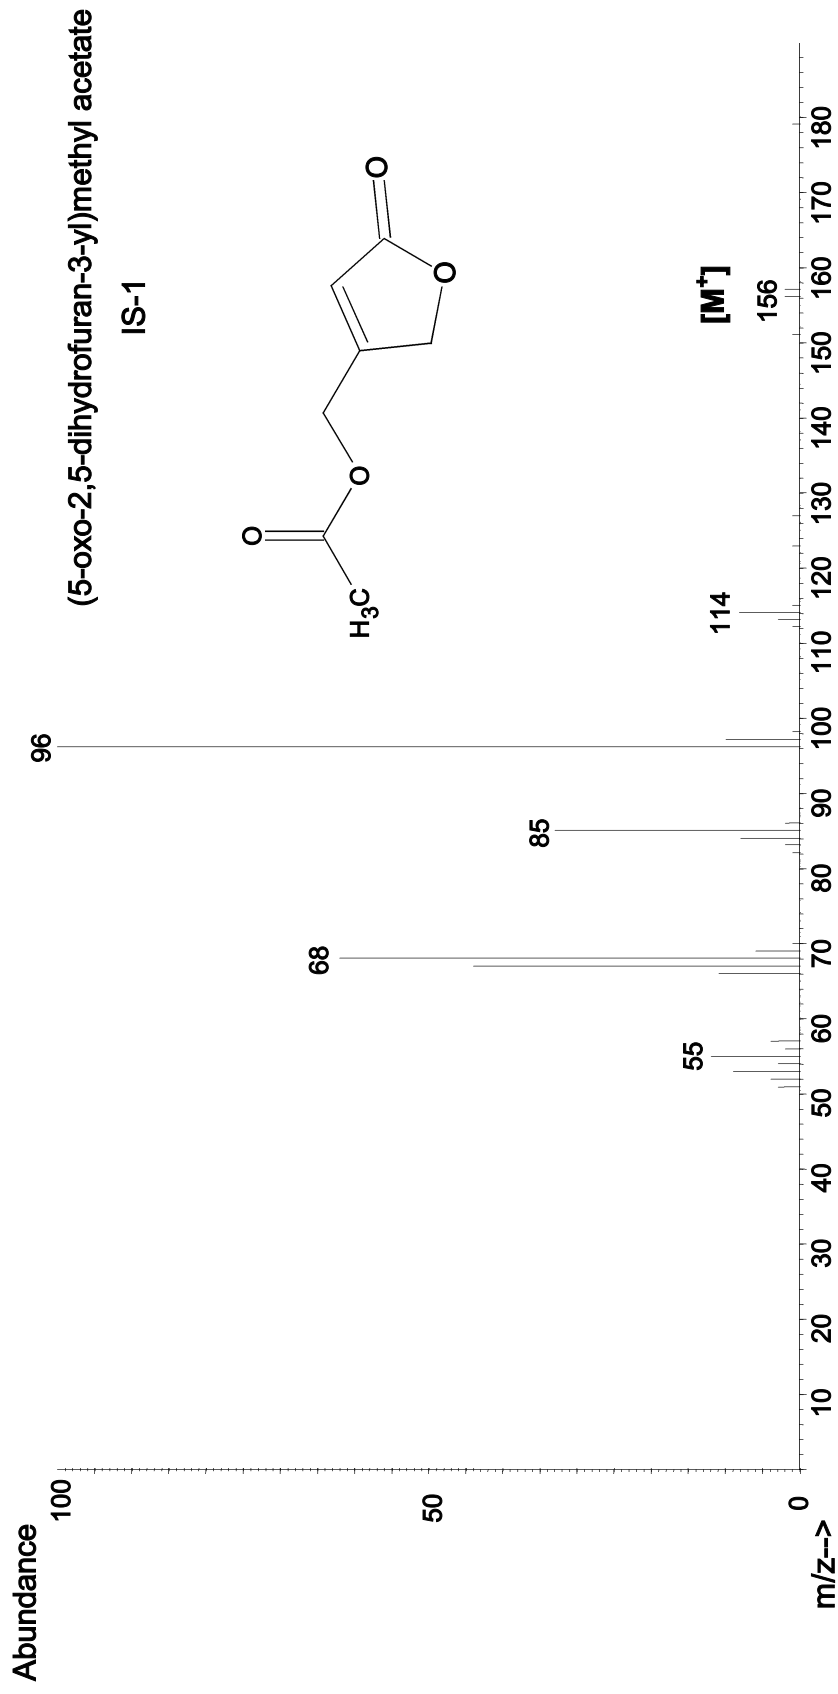 Abundance
(5-oxo-2,5-dihydrofuran-3-yl)methyl acetate
IS-1
100
96
O
O
O
O
H₃C
68
50
85
[M⁺]
156
114
55
0
10 20 30 40 50 60 70 80 90 100 110 120 130 140 150 160 170 180
m/z-->